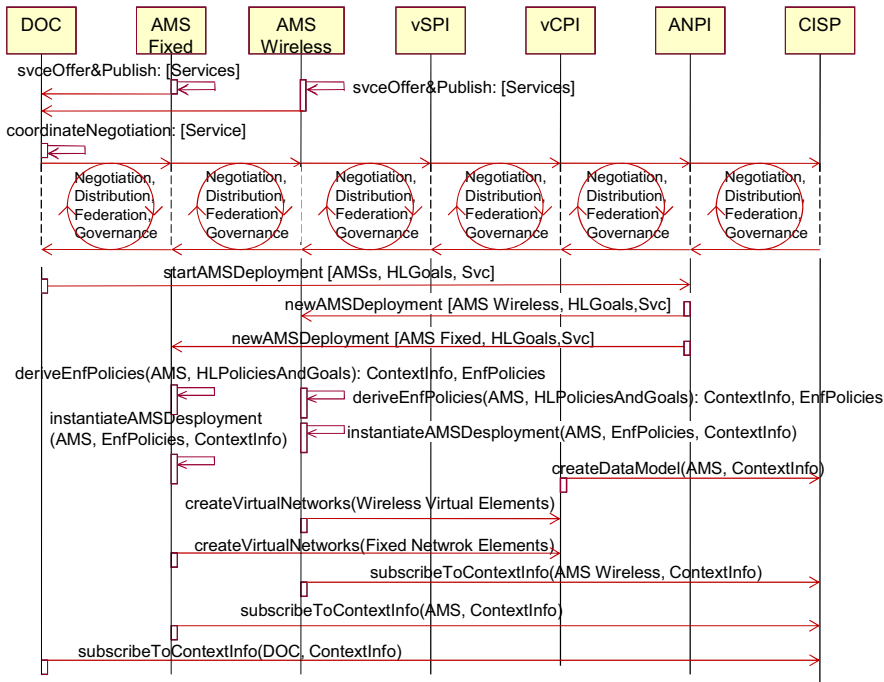 DOC
AMS
Fixed
AMS
Wireless
vSPI
vCPI
ANPI
CISP
svceOffer&Publish: [Services]
svceOffer&Publish: [Services]
coordinateNegotiation: [Service]
Negotiation,
Distribution,
Federation,
Governance
Negotiation,
Distribution,
Federation,
Governance
Negotiation,
Distribution,
Federation,
Governance
Negotiation,
Distribution,
Federation,
Governance
Negotiation,
Distribution,
Federation,
Governance
Negotiation,
Distribution,
Federation,
Governance
startAMSDeployment [AMSs, HLGoals, Svc]
newAMSDeployment [AMS Wireless, HLGoals,Svc]
newAMSDeployment [AMS Fixed, HLGoals,Svc]
deriveEnfPolicies(AMS, HLPoliciesAndGoals): ContextInfo, EnfPolicies
deriveEnfPolicies(AMS, HLPoliciesAndGoals): ContextInfo, EnfPolicies
instantiateAMSDesployment
(AMS, EnfPolicies, ContextInfo)
instantiateAMSDesployment(AMS, EnfPolicies, ContextInfo)
createDataModel(AMS, ContextInfo)
createVirtualNetworks(Wireless Virtual Elements)
createVirtualNetworks(Fixed Netwrok Elements)
subscribeToContextInfo(AMS Wireless, ContextInfo)
subscribeToContextInfo(AMS, ContextInfo)
subscribeToContextInfo(DOC, ContextInfo)